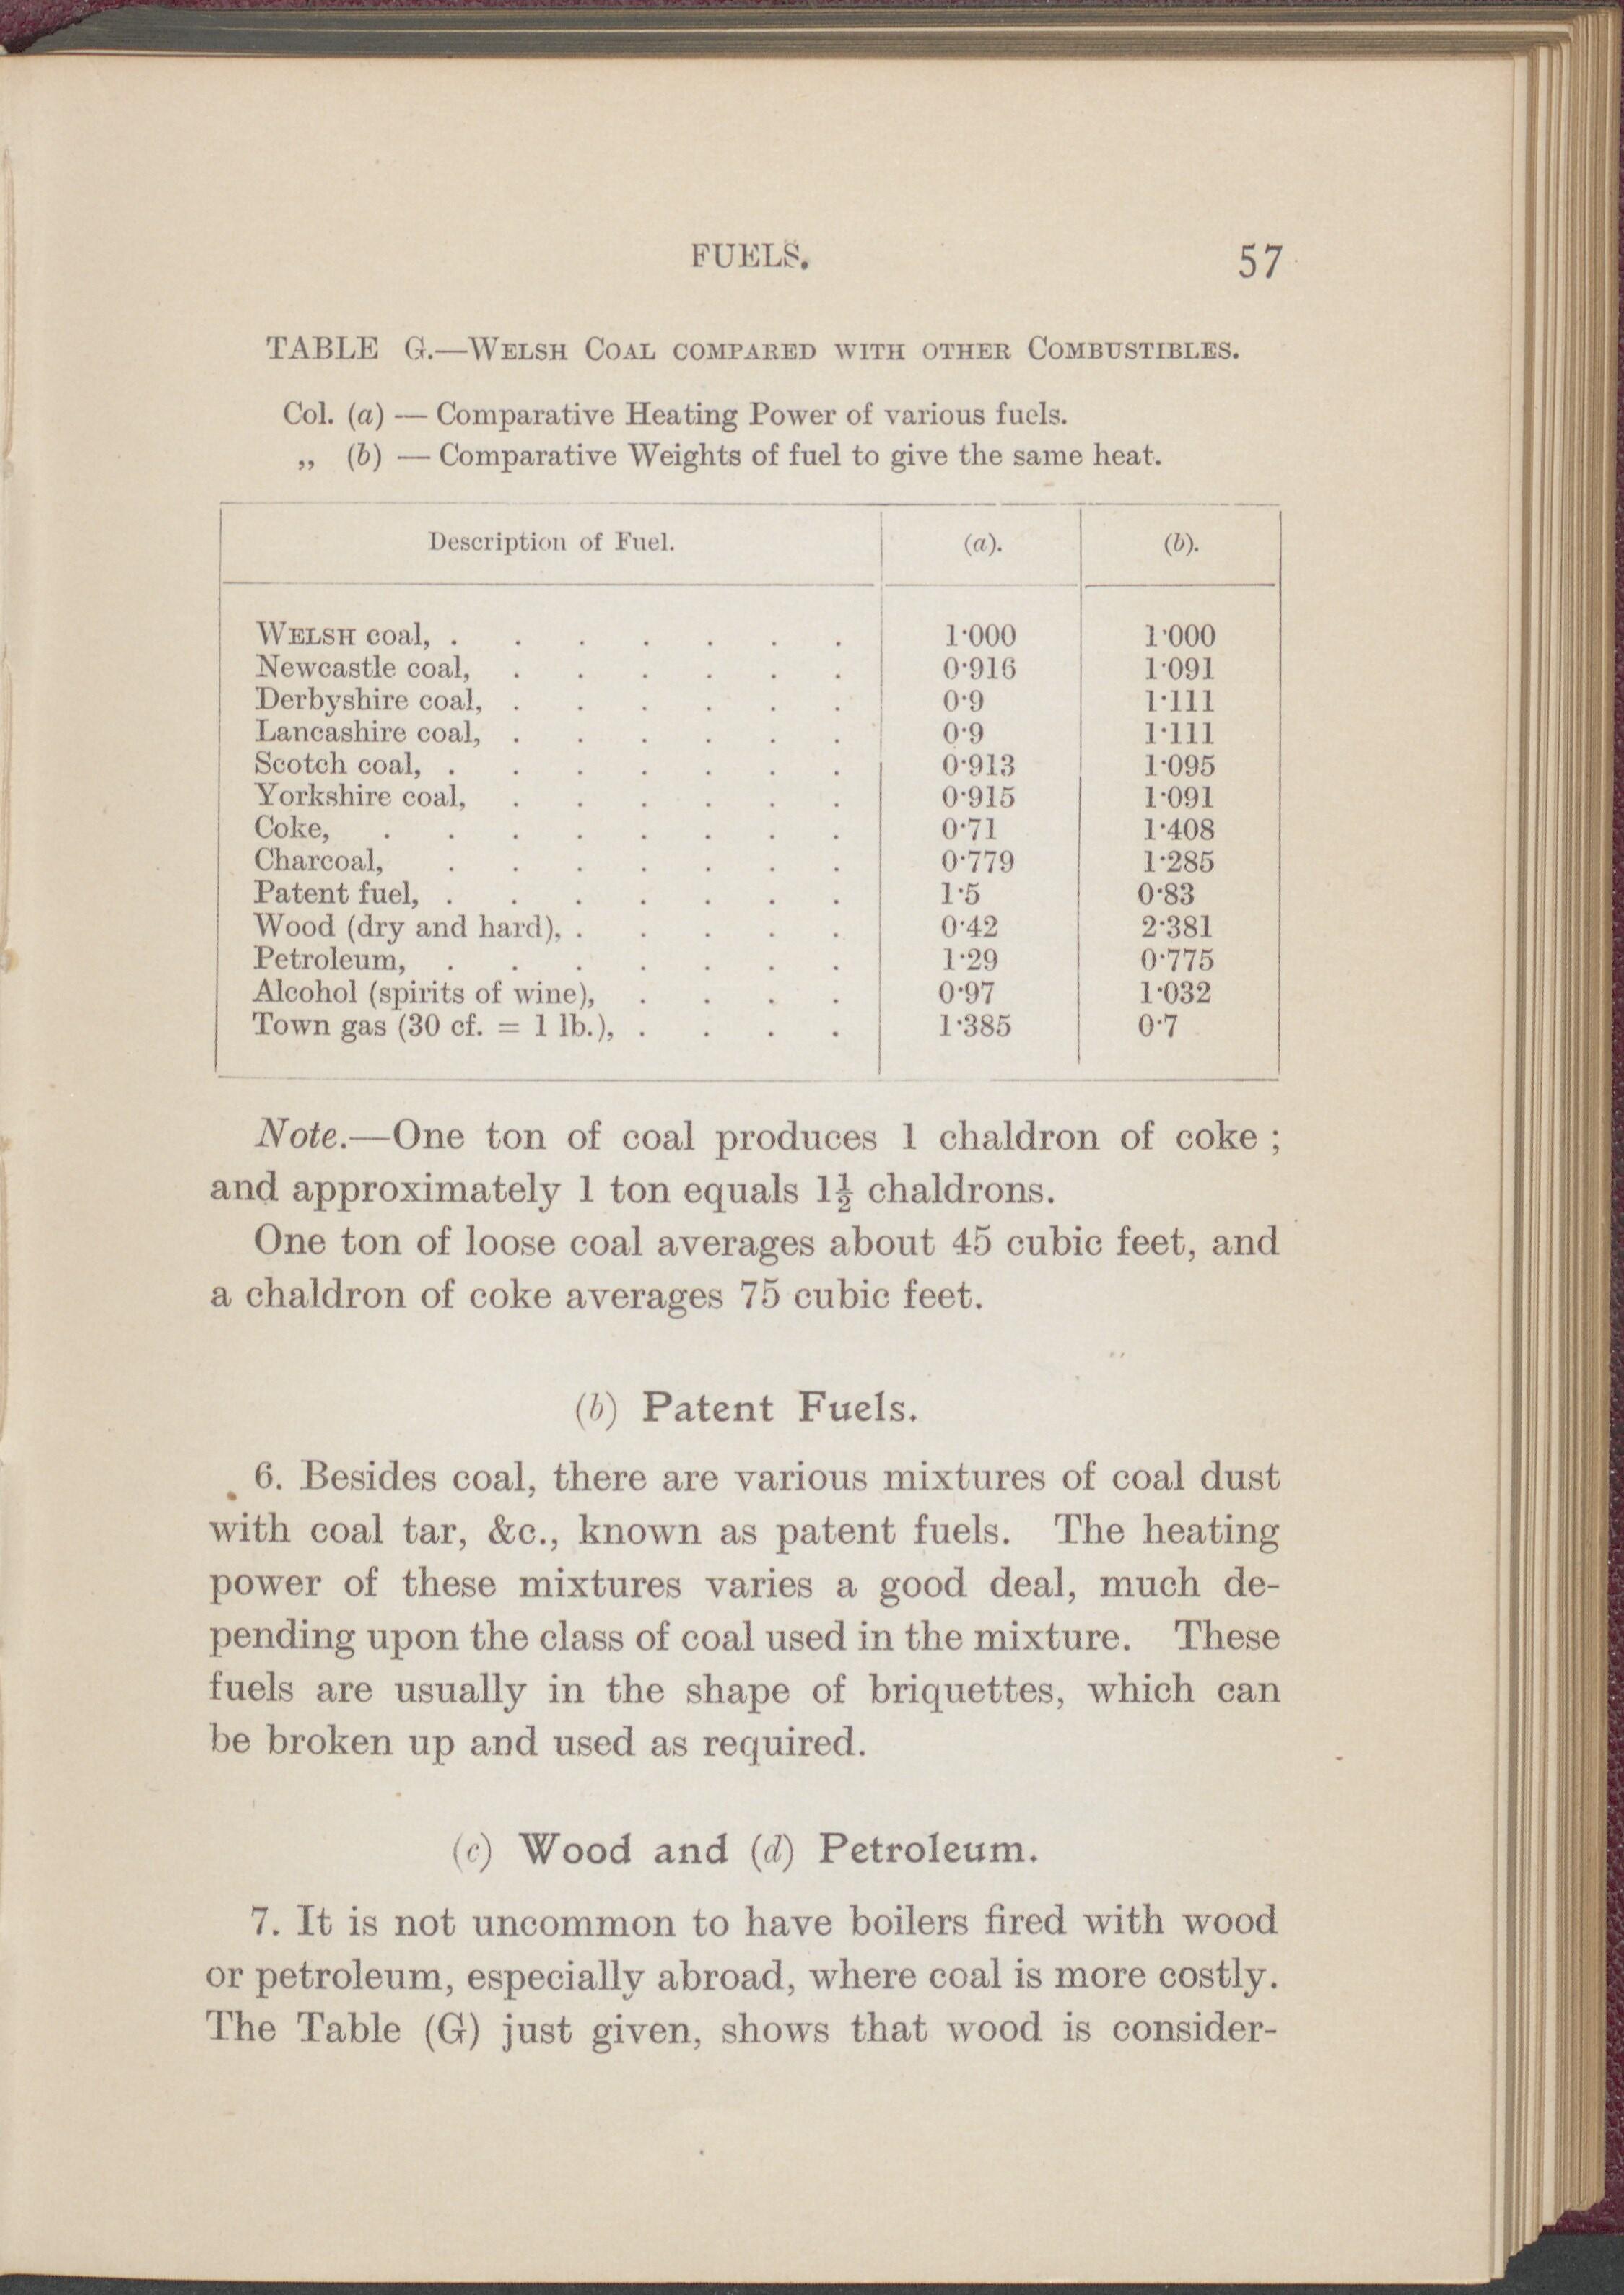 FUELS. 57
TABLE G.—WELSH COAL COMPARED WITH OTHER COMBUSTIBLES.
Col. (a) — Comparative Heating Power of various fuels.
„ (b) — Comparative Weights of fuel to give the same heat.
Description of Fuel. (a). (b).
WELSH coal, . . . . . . . 1·000 1·000
Newcastle coal, . . . . . . 0·916 1·091
Derbyshire coal, . . . . . . 0·9 1·111
Lancashire coal, . . . . . . 0·9 1·111
Scotch coal, . . . . . . . 0·913 1·095
Yorkshire coal, . . . . . . 0·915 1·091
Coke, . . . . . . . . 0·71 1·408
Charcoal, . . . . . . . 0·779 1·285
Patent fuel, . . . . . . . 1·5 0·83
Wood (dry and hard), . . . . . 0·42 2·381
Petroleum, . . . . . . . 1·29 0·775
Alcohol (spirits of wine), . . . . 0·97 1·032
Town gas (30 cf. = 1 lb.), . . . . 1·385 0·7
Note.—One ton of coal produces 1 chaldron of coke ;
and approximately 1 ton equals 1½ chaldrons.
One ton of loose coal averages about 45 cubic feet, and
a chaldron of coke averages 75 cubic feet.
(b) Patent Fuels.
6. Besides coal, there are various mixtures of coal dust
with coal tar, &c., known as patent fuels. The heating
power of these mixtures varies a good deal, much de-
pending upon the class of coal used in the mixture. These
fuels are usually in the shape of briquettes, which can
be broken up and used as required.
(c) Wood and (d) Petroleum.
7. It is not uncommon to have boilers fired with wood
or petroleum, especially abroad, where coal is more costly.
The Table (G) just given, shows that wood is consider-